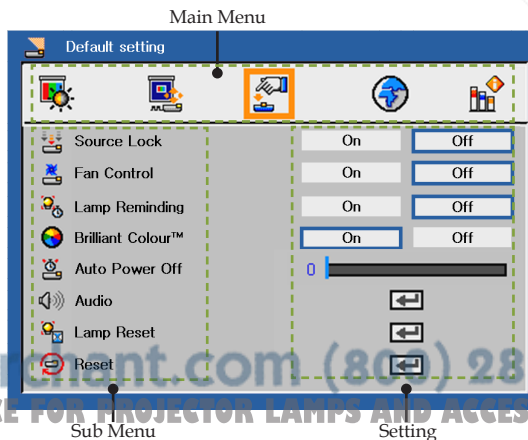 Main Menu
Default setting
Source Lock On Off
Fan Control On Off
Lamp Reminding On Off
Brilliant Colour™ On Off
Auto Power Off 0
Audio
Lamp Reset
Reset
rchant.com (800) 28
CE FOR PROJECTOR LAMPS AND ACCES
Sub Menu Setting